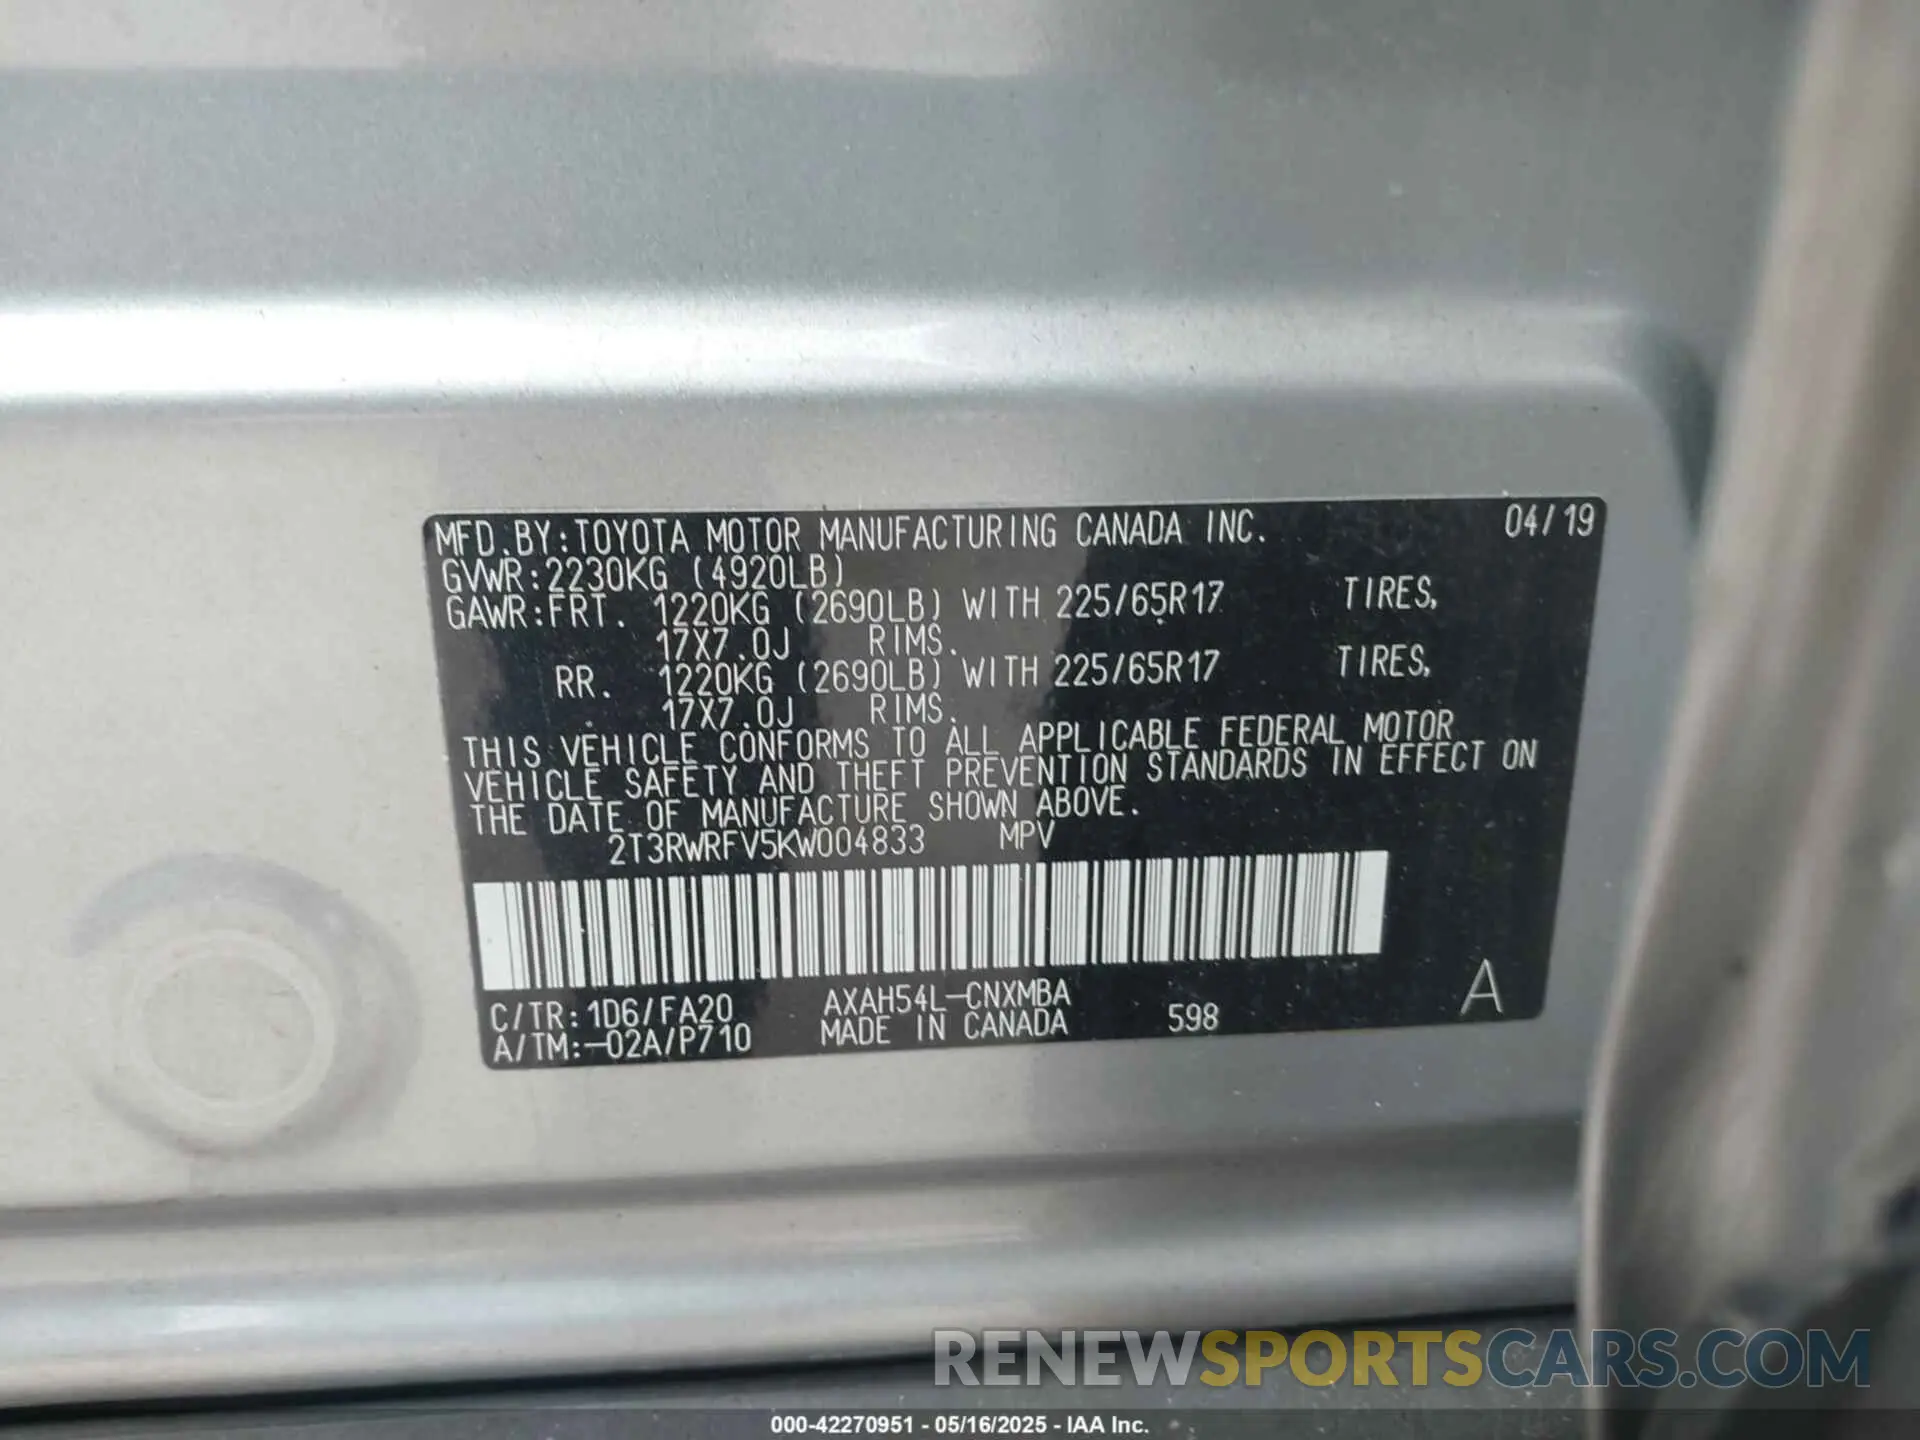 MFD.BY:TOYOTA MOTOR MANUFACTURING CANADA INC. 04/19
GVWR:2230KG (4920LB)
GAWR:FRT. 1220KG (2690LB) WITH 225/65R17 TIRES,
17X7.0J RIMS.
RR. 1220KG (2690LB) WITH 225/65R17 TIRES,
17X7.0J RIMS.
THIS VEHICLE CONFORMS TO ALL APPLICABLE FEDERAL MOTOR
VEHICLE SAFETY AND THEFT PREVENTION STANDARDS IN EFFECT ON
THE DATE OF MANUFACTURE SHOWN ABOVE.
2T3RWRFV5KW004833 MPV
C/TR:1D6/FA20 AXAH54L-CNXMBA
A/TM:-02A/P710 MADE IN CANADA 598 A
RENEWSPORTSCARS.COM
000-42270951 - 05/16/2025 - IAA Inc.